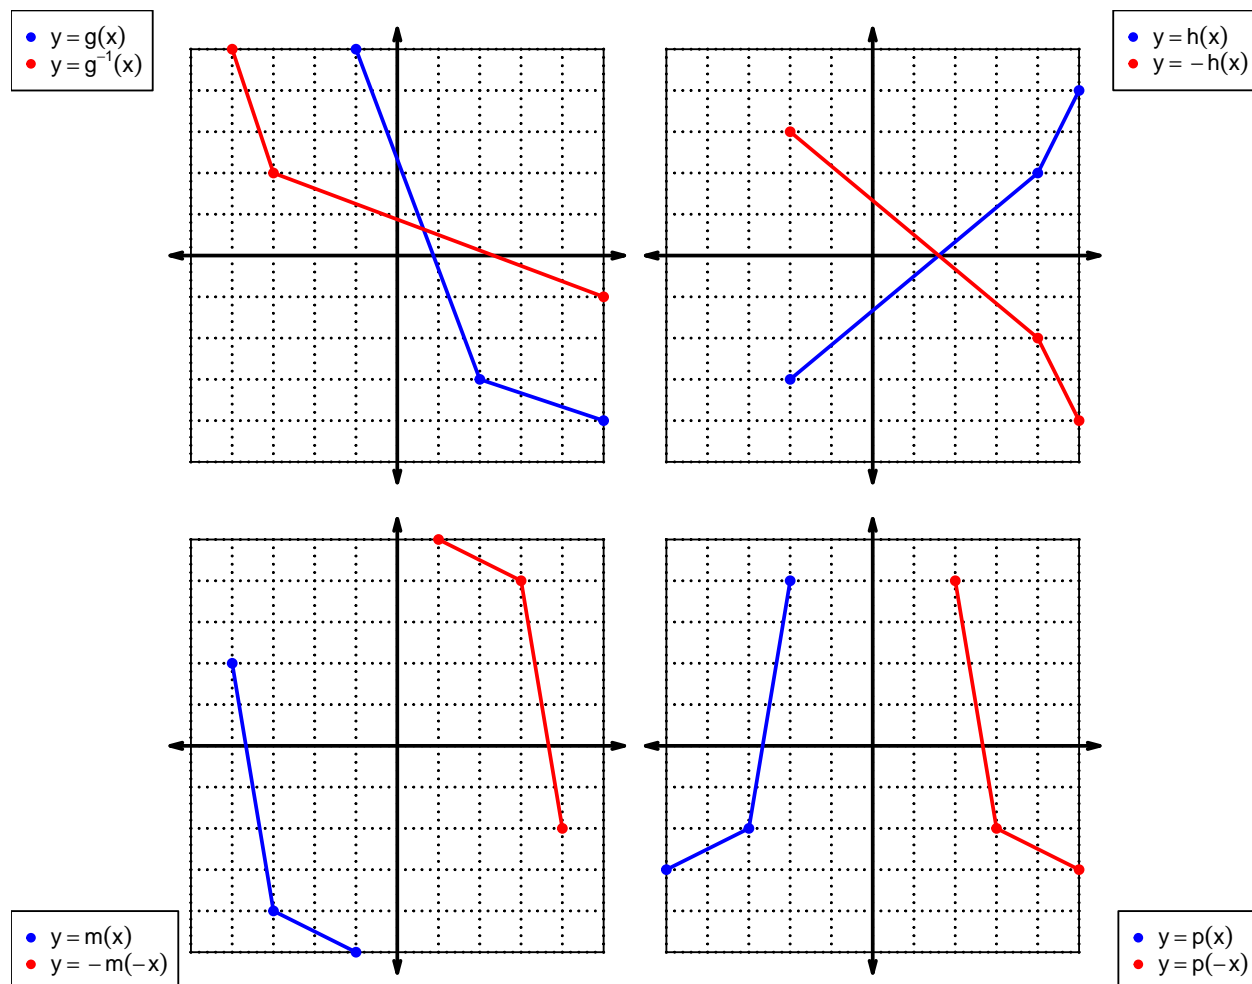 y = g(x)
y = g⁻¹(x)
y = h(x)
y = −h(x)
y = m(x)
y = −m(−x)
y = p(x)
y = p(−x)